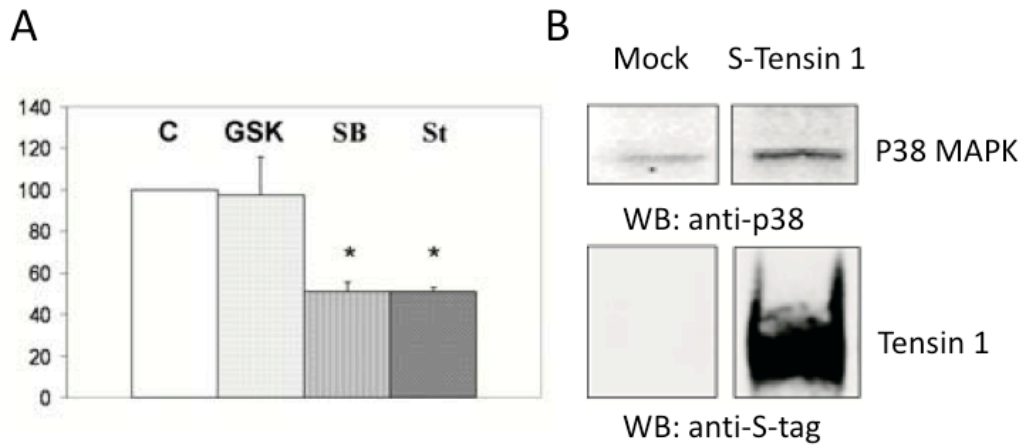 A
140
120
100
80
60
40
20
0
C GSK SB St
* *
B
Mock S-Tensin 1
P38 MAPK
WB: anti-p38
Tensin 1
WB: anti-S-tag